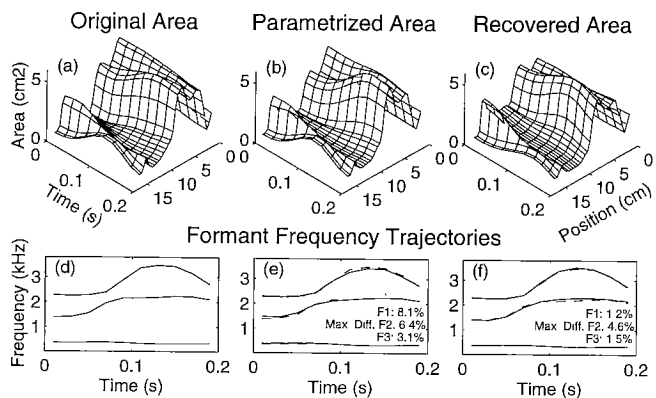 Original Area Parametrized Area Recovered Area
(a) (b) (c)
Area (cm2)
5 5 5
0 0 0
0 0 0 0 0
5 5 5
0.1 10 0.1 10 0.1 10
15 15 15
0.2 0.2 0.2
Time (s) Position (cm)
Formant Frequency Trajectories
Frequency (kHz)
(d) (e) (f)
3 3 3
2 2 2
1 1 1
F1: 8.1% F1: 1 2%
Max Diff. F2. 6 4% Max Diff. F2. 4.6%
F3' 3.1% F3' 1 5%
0 0.1 0.2 0 0.1 0.2 0 0.1 0.2
Time (s) Time (s) Time (s)